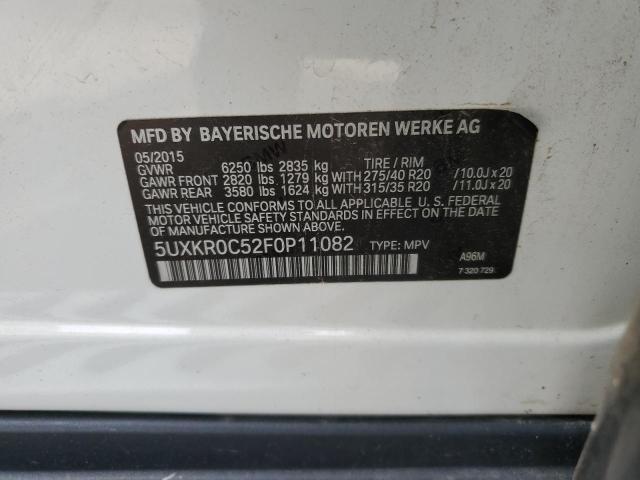 MFD BY BAYERISCHE MOTOREN WERKE AG
05/2015 TIRE / RIM
GVWR 6250 lbs 2835 kg
GAWR FRONT 2820 lbs 1279 kg WITH 275/40 R20 /10.0J x 20
GAWR REAR 3580 lbs 1624 kg WITH 315/35 R20 /11.0J x 20
THIS VEHICLE CONFORMS TO ALL APPLICABLE U. S. FEDERAL
MOTOR VEHICLE SAFETY STANDARDS IN EFFECT ON THE
DATE OF MANUFACTURE SHOWN ABOVE.
5UXKR0C52F0P11082 TYPE: MPV
A96M
7 320 729